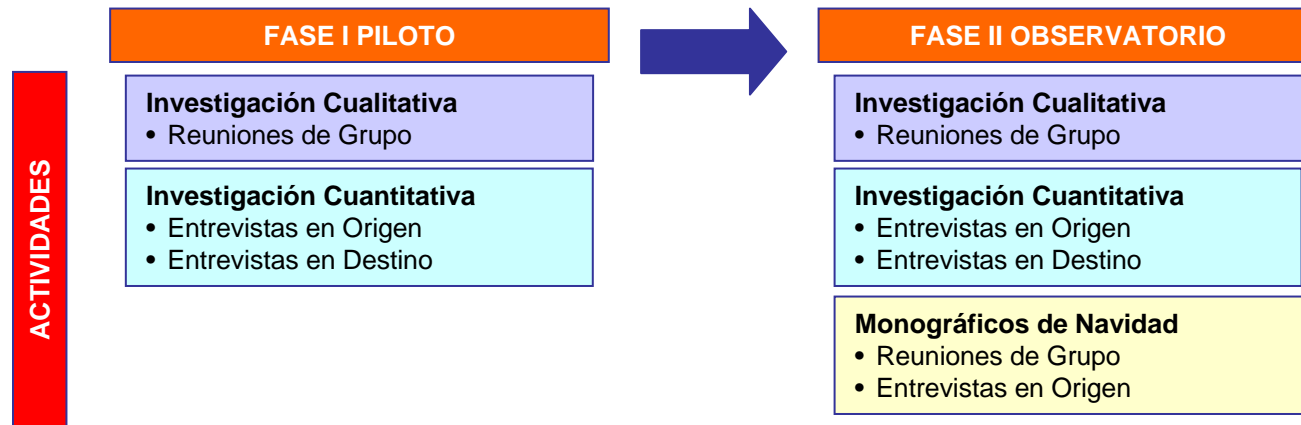 FASE I PILOTO
FASE II OBSERVATORIO
ACTIVIDADES
Investigación Cualitativa
• Reuniones de Grupo
Investigación Cuantitativa
• Entrevistas en Origen
• Entrevistas en Destino
Investigación Cualitativa
• Reuniones de Grupo
Investigación Cuantitativa
• Entrevistas en Origen
• Entrevistas en Destino
Monográficos de Navidad
• Reuniones de Grupo
• Entrevistas en Origen